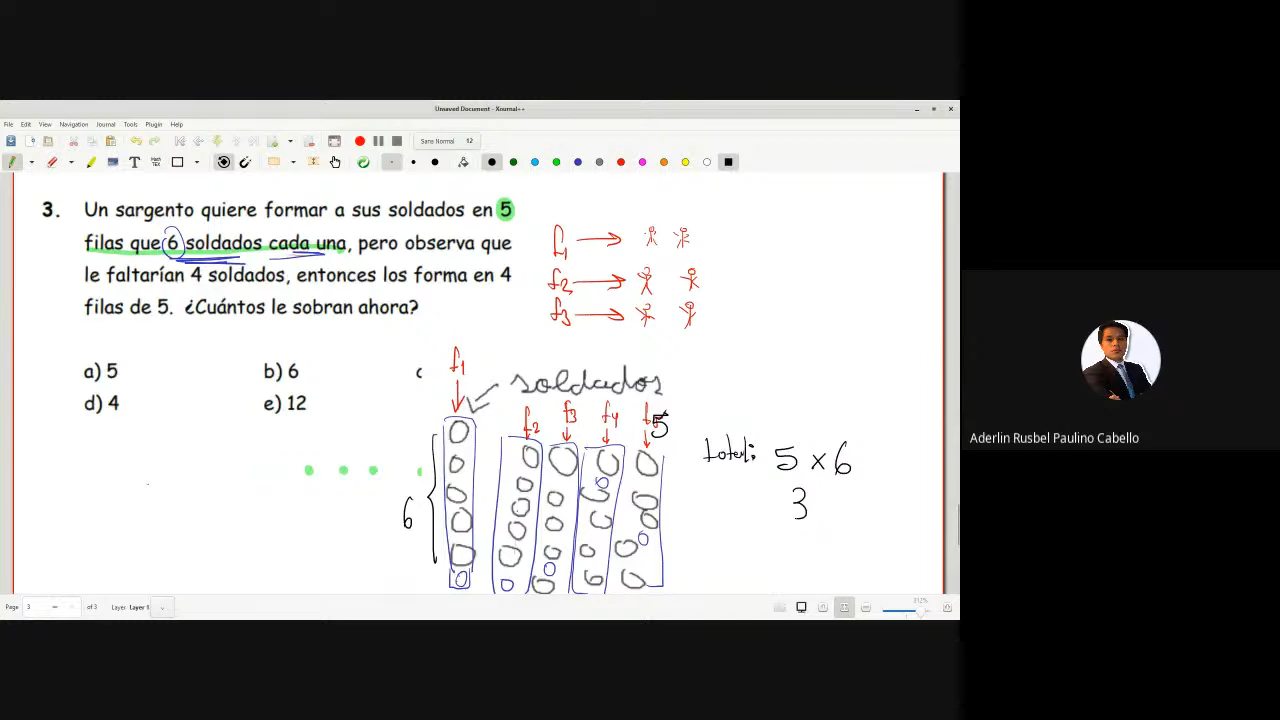 Unsaved Document - Xournal++
File Edit View Navigation Journal Tools Plugin Help
Sans Normal 12
3. Un sargento quiere formar a sus soldados en 5
filas que 6 soldados cada una, pero observa que
le faltarían 4 soldados, entonces los forma en 4
filas de 5. ¿Cuántos le sobran ahora?
a) 5 b) 6 c
d) 4 e) 12
f1
f2
f3
f1
soldados
f2 f3 f4 5
6
total: 5 x 6
3
Aderlin Rusbel Paulino Cabello
Page 3 of 3 Layer Layer 1
312%